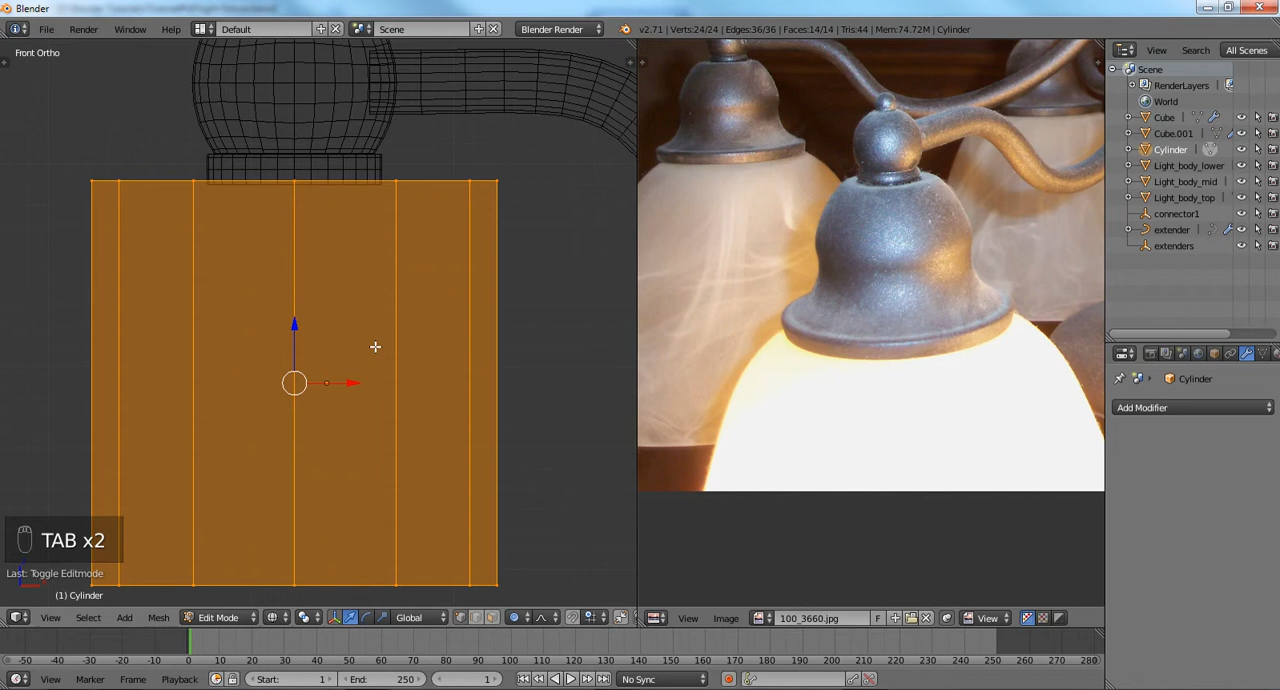 Blender
File Render Window Help Default Scene Blender Render v2.71 | Verts:24/24 | Edges:36/36 | Faces:14/14 | Tris:44 | Mem:74.72M | Cylinder
Front Ortho
View Search All Scenes
Scene
RenderLayers
World
Cube
Cube.001
Cylinder
Light_body_lower
Light_body_mid
Light_body_top
connector1
extender
extenders
Cylinder
Add Modifier
TAB x2
Last: Toggle Editmode
(1) Cylinder
View Select Add Mesh Edit Mode Global View Image 100_3660.jpg F View
-50 -40 -30 -20 -10 0 10 20 30 40 50 60 70 80 90 100 110 120 130 140 150 160 170 180 190 200 210 220 230 240 250 260 270 280
View Marker Frame Playback Start: 1 End: 250 1 No Sync